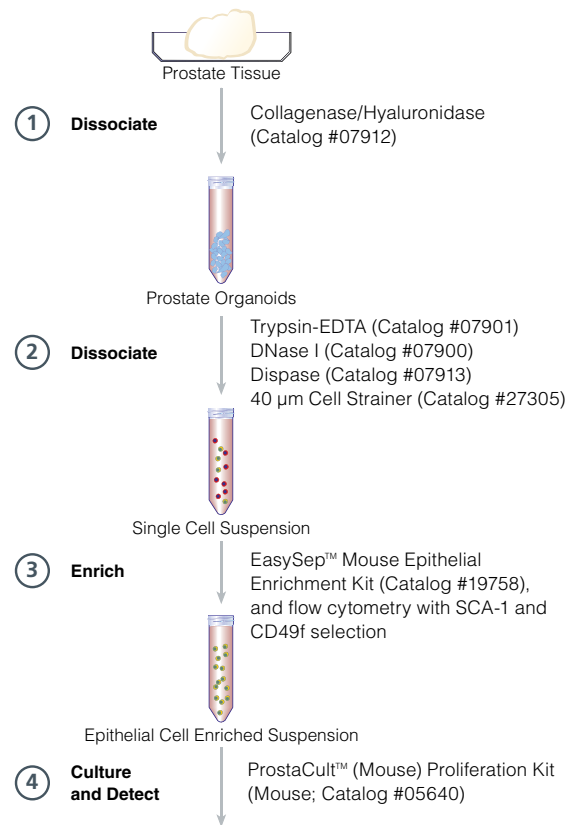 Prostate Tissue
1 Dissociate
Collagenase/Hyaluronidase
(Catalog #07912)
Prostate Organoids
2 Dissociate
Trypsin-EDTA (Catalog #07901)
DNase I (Catalog #07900)
Dispase (Catalog #07913)
40 µm Cell Strainer (Catalog #27305)
Single Cell Suspension
3 Enrich
EasySep™ Mouse Epithelial
Enrichment Kit (Catalog #19758),
and flow cytometry with SCA-1 and
CD49f selection
Epithelial Cell Enriched Suspension
4 Culture
and Detect
ProstaCult™ (Mouse) Proliferation Kit
(Mouse; Catalog #05640)